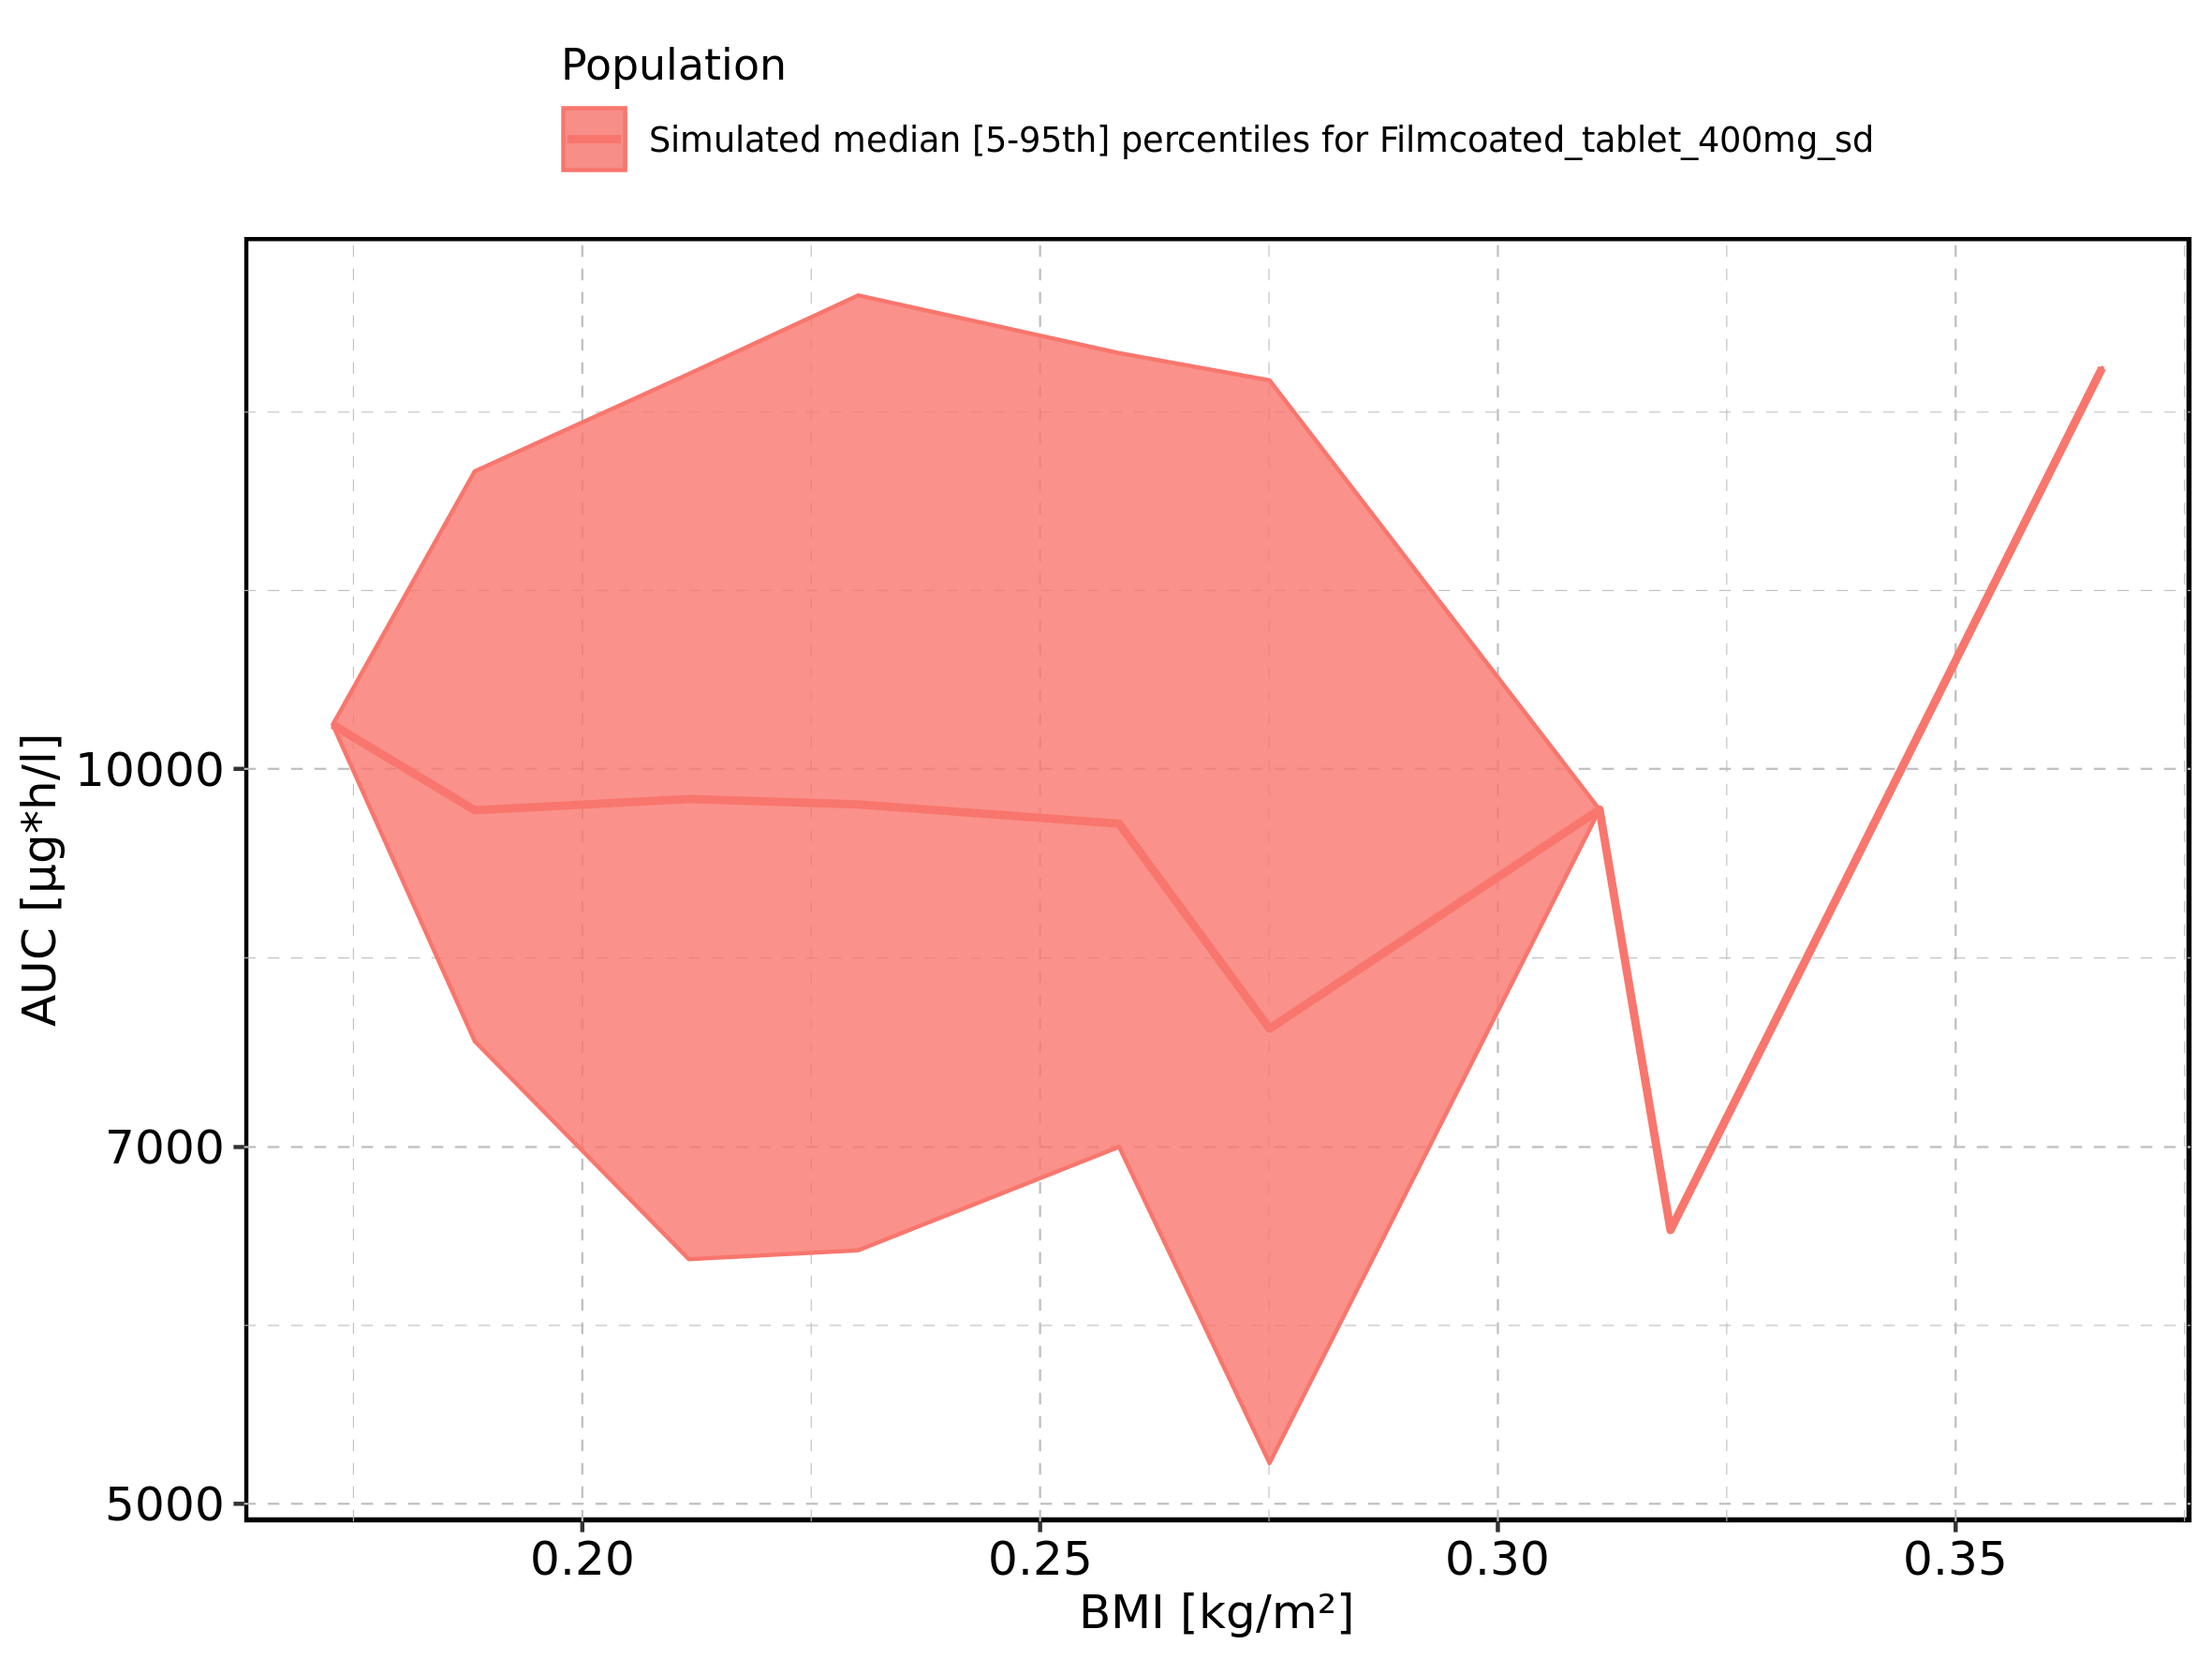 Population
Simulated median [5-95th] percentiles for Filmcoated_tablet_400mg_sd
AUC [µg*h/l]
10000
7000
5000
0.20
0.25
0.30
0.35
BMI [kg/m²]